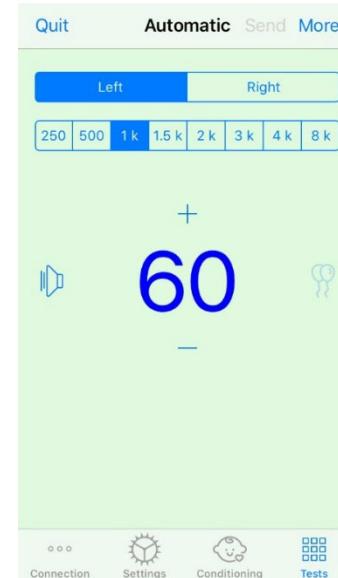 Quit Automatic Send More
Left Right
250 500 1 k 1.5 k 2 k 3 k 4 k 8 k
+
60
−
Connection Settings Conditioning Tests